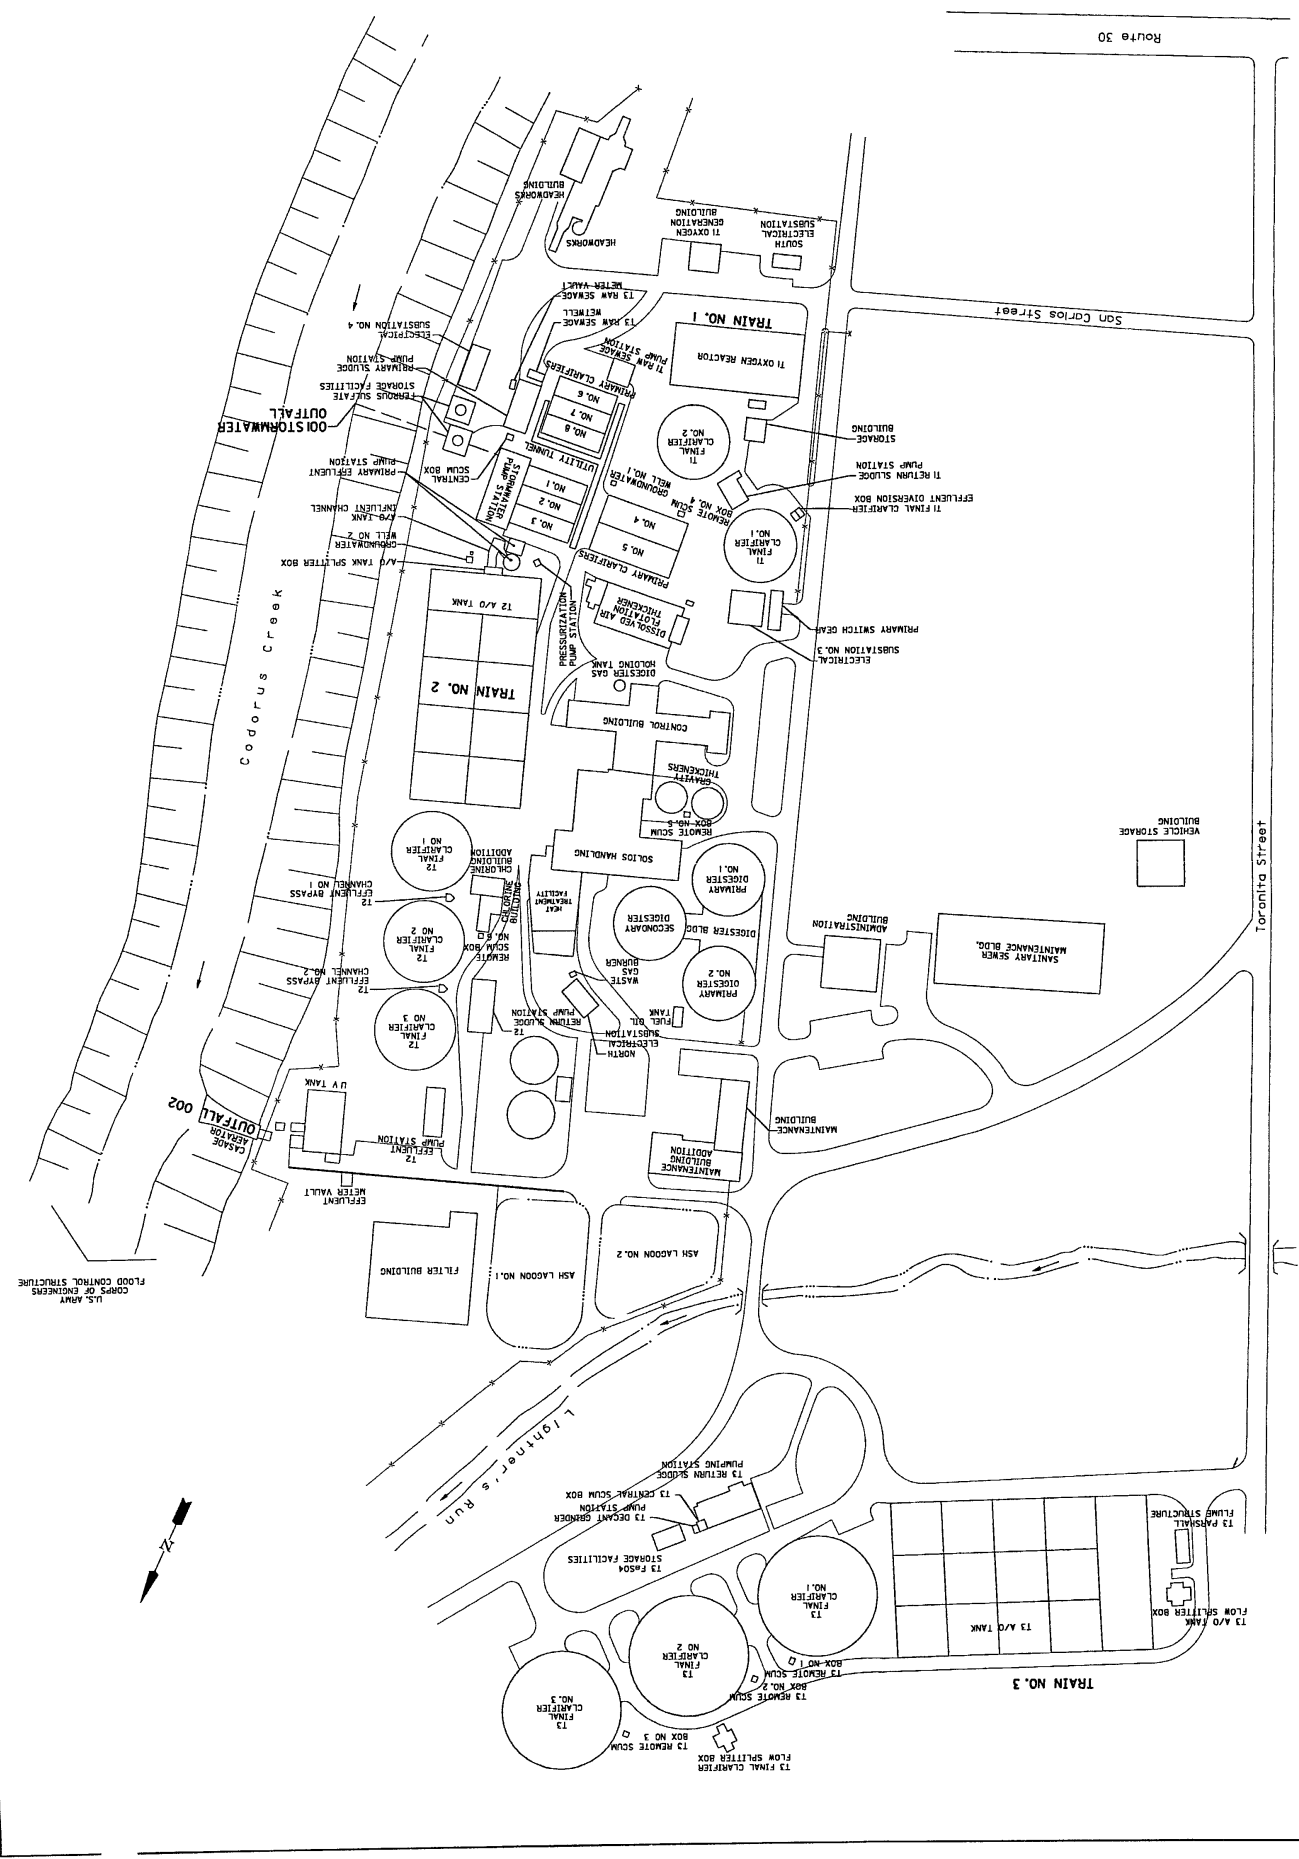 T3 FINAL CLARIFIER
FLOW SPLITTER BOX
T3 REMOTE SCUM
BOX NO 3
T3
FINAL
CLARIFIER
NO. 3
TRAIN NO. 3
T3 REMOTE SCUM
BOX NO. 2
T3 REMOTE SCUM
BOX NO 1
T3
FINAL
CLARIFIER
NO 2
T3 A/O TANK
FLOW SPLITTER BOX
T3 A/O TANK
T3
FINAL
CLARIFIER
NO. 1
T3 FeSO4
STORAGE FACILITIES
T3 PARSHALL
FLUME STRUCTURE
T3 DECANT GRINDER
PUMP STATION
T3 CENTRAL SCUM BOX
T3 RETURN SLUDGE
PUMPING STATION
N
Lightner's Run
U.S. ARMY
CORPS OF ENGINEERS
FLOOD CONTROL STRUCTURE
ASH LAGOON NO. 2
ASH LAGOON NO. 1
FILTER BUILDING
EFFLUENT
METER VAULT
MAINTENANCE
BUILDING
ADDITION
MAINTENANCE
BUILDING
T2
EFFLUENT
PUMP STATION
CASADE
AERATOR
OUTFALL 002
U V TANK
NORTH
ELECTRICAL
SUBSTATION
T2
RETURN SLUDGE
PUMP STATION
T2
FINAL
CLARIFIER
NO 3
FUEL OIL
TANK
WASTE
GAS
BURNER
PRIMARY
DIGESTER
NO. 2
SANITARY SEWER
MAINTENANCE BLDG.
T2
EFFLUENT BYPASS
CHANNEL NO. 2
REMOTE
SCUM BOX
NO. 6
T2
FINAL
CLARIFIER
NO 2
DIGESTER BLDG.
SECONDARY
DIGESTER
ADMINISTRATION
BUILDING
HEAT
TREATMENT
FACILITY
CHLORINE
BUILDING
T2
EFFLUENT BYPASS
CHANNEL NO 1
PRIMARY
DIGESTER
NO. 1
CHLORINE
BUILDING
ADDITION
T2
FINAL
CLARIFIER
NO 1
SOLIOS HANDLING
VEHICLE STORAGE
BUILDING
Toronita Street
REMOTE SCUM
BOX NO. 5
GRAVITY
THICKENERS
CONTROL BUILDING
TRAIN NO. 2
DIGESTER GAS
HOLDING TANK
Codorus Creek
PRESSURIZATION
PUMP STATION
ELECTRICAL
SUBSTATION NO. 3
PRIMARY SWITCH GEAR
DISSOLVED AIR
FLOTATION
THICKENER
T2 A/O TANK
PRIMARY CLARIFIERS
A/O TANK SPLITTER BOX
GROUNDWATER
WELL NO 2
A/O TANK
INFLUENT CHANNEL
T1
FINAL
CLARIFIER
NO. 1
NO. 5
NO. 4
NO. 3
NO. 2
NO. 1
T1 FINAL CLARIFIER
EFFLUENT DIVERSION BOX
REMOTE SCUM
BOX NO. 4
GROUNDWATER
WELL NO. 1
STORMWATER
PUMP STATION
CENTRAL
SCUM BOX
PRIMARY EFFLUENT
PUMP STATION
T1 RETURN SLUDGE
PUMP STATION
UTILITY TUNNEL
T1
FINAL
CLARIFIER
NO. 2
STORAGE
BUILDING
NO. 8
NO. 7
NO. 6
001 STORMWATER
OUTFALL
FERROUS SULFATE
STORAGE FACILITIES
PRIMARY CLARIFIERS
PRIMARY SLUDGE
PUMP STATION
T1 RAW SEWAGE
PUMP STATION
T1 OXYGEN REACTOR
ELECTRICAL
SUBSTATION NO. 4
TRAIN NO. 1
T3 RAW SEWAGE
WETWELL
T3 RAW SEWAGE
METER VAULT
San Carlos Street
HEADWORKS
SOUTH
ELECTRICAL
SUBSTATION
T1 OXYGEN
GENERATION
BUILDING
HEADWORKS
BUILDING
Route 30